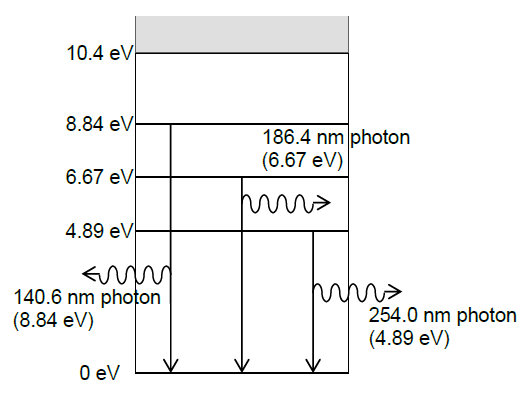 10.4 eV
8.84 eV
186.4 nm photon
(6.67 eV)
6.67 eV
4.89 eV
140.6 nm photon
(8.84 eV)
254.0 nm photon
(4.89 eV)
0 eV